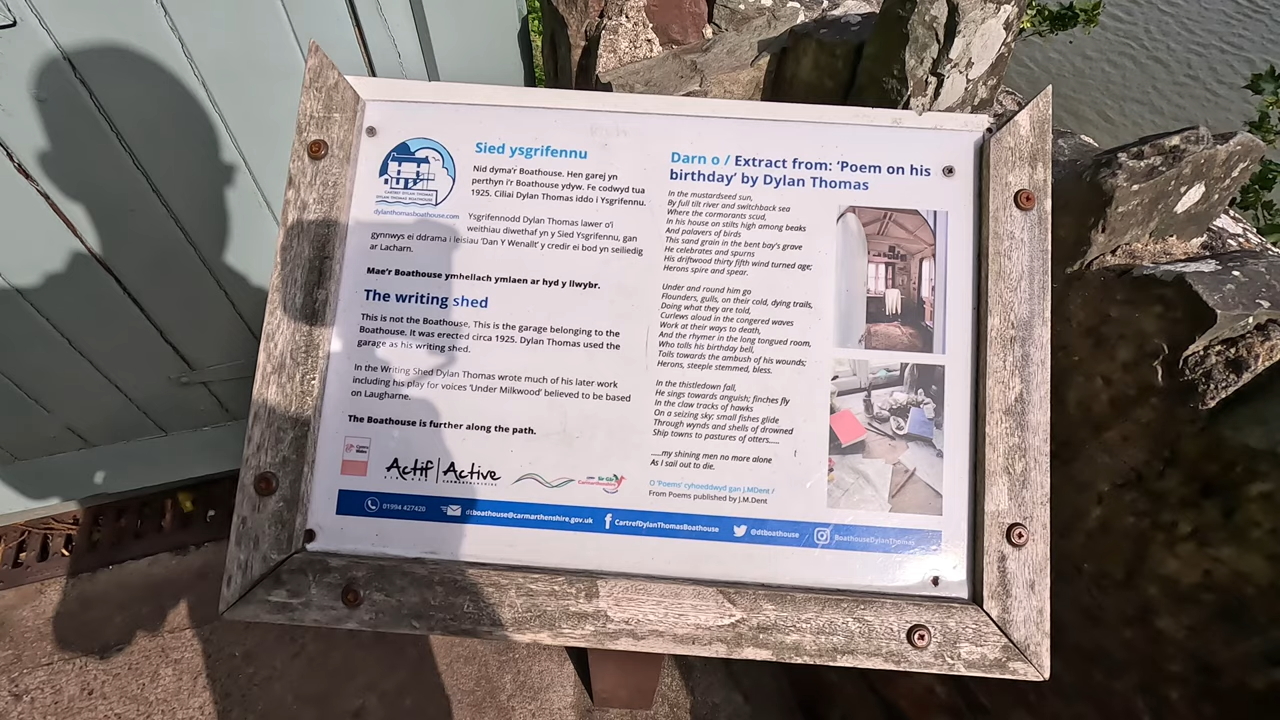 Sied ysgrifennu
Nid dyma'r Boathouse. Hen garej yn
perthyn i'r Boathouse ydyw. Fe codwyd tua
1925. Ciliai Dylan Thomas iddo i Ysgrifennu.
CARTREF DYLAN THOMAS
DYLAN THOMAS BOATHOUSE
dylanthomasboathouse.com
Ysgrifennodd Dylan Thomas lawer o'i
weithiau diwethaf yn y Sied Ysgrifennu, gan
gynnwys ei ddrama i leisiau 'Dan Y Wenallt' y credir ei bod yn seiliedig
ar Lacharn.
Mae'r Boathouse ymhellach ymlaen ar hyd y llwybr.
The writing shed
This is not the Boathouse. This is the garage belonging to the
Boathouse. It was erected circa 1925. Dylan Thomas used the
garage as his writing shed.
In the Writing Shed Dylan Thomas wrote much of his later work
including his play for voices 'Under Milkwood' believed to be based
on Laugharne.
The Boathouse is further along the path.
Actif | Active
Sir Gâr
Carmarthenshire
Darn o / Extract from: 'Poem on his
birthday' by Dylan Thomas
In the mustardseed sun,
By full tilt river and switchback sea
Where the cormorants scud,
In his house on stilts high among beaks
And palavers of birds
This sand grain in the bent bay's grave
He celebrates and spurns
His driftwood thirty fifth wind turned age;
Herons spire and spear.
Under and round him go
Flounders, gulls, on their cold, dying trails,
Doing what they are told,
Curlews aloud in the congered waves
Work at their ways to death,
And the rhymer in the long tongued room,
Who tolls his birthday bell,
Toils towards the ambush of his wounds;
Herons, steeple stemmed, bless.
In the thistledown fall,
He sings towards anguish; finches fly
In the claw tracks of hawks
On a seizing sky; small fishes glide
Through wynds and shells of drowned
Ship towns to pastures of otters.....
.....my shining men no more alone
As I sail out to die.
O 'Poems' cyhoeddwyd gan J.MDent /
From Poems published by J.M.Dent
01994 427420
dtboathouse@carmarthenshire.gov.uk
CartrefDylanThomasBoathouse
@dtboathouse
BoathouseDylanThomas